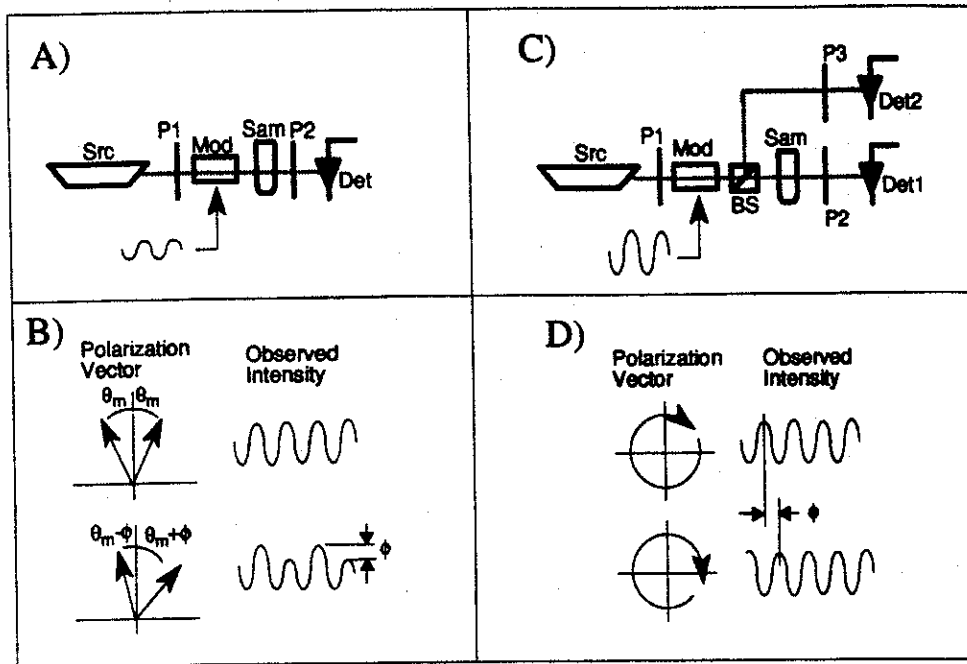 A)
P1
Mod
Sam
P2
Src
Det
C)
P3
Det2
P1
Mod
Sam
Src
BS
Det1
P2
B)
Polarization
Vector
Observed
Intensity
θm θm
θm-ϕ θm+ϕ
ϕ
D)
Polarization
Vector
Observed
Intensity
ϕ